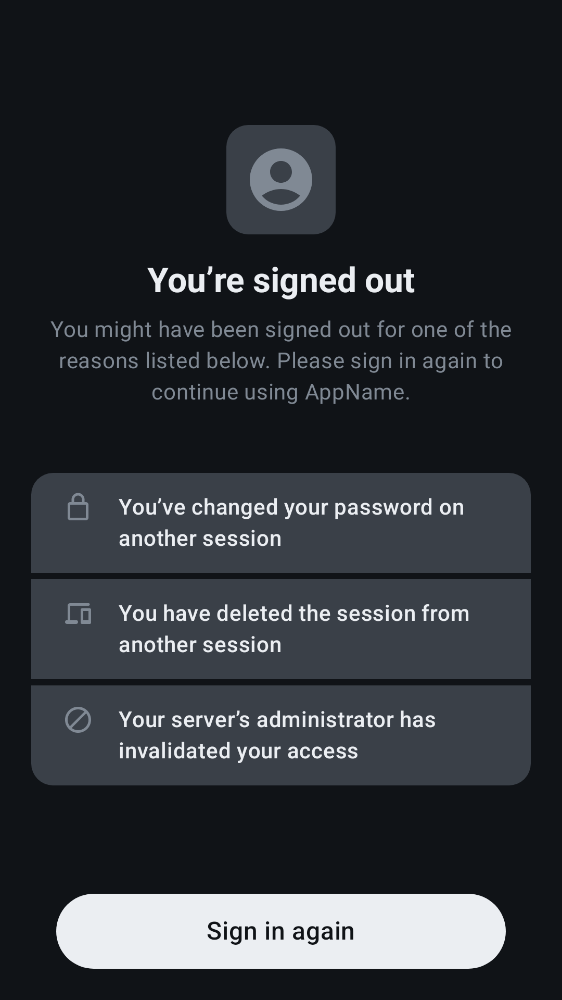 You’re signed out
You might have been signed out for one of the
reasons listed below. Please sign in again to
continue using AppName.
You’ve changed your password on
another session
You have deleted the session from
another session
Your server’s administrator has
invalidated your access
Sign in again